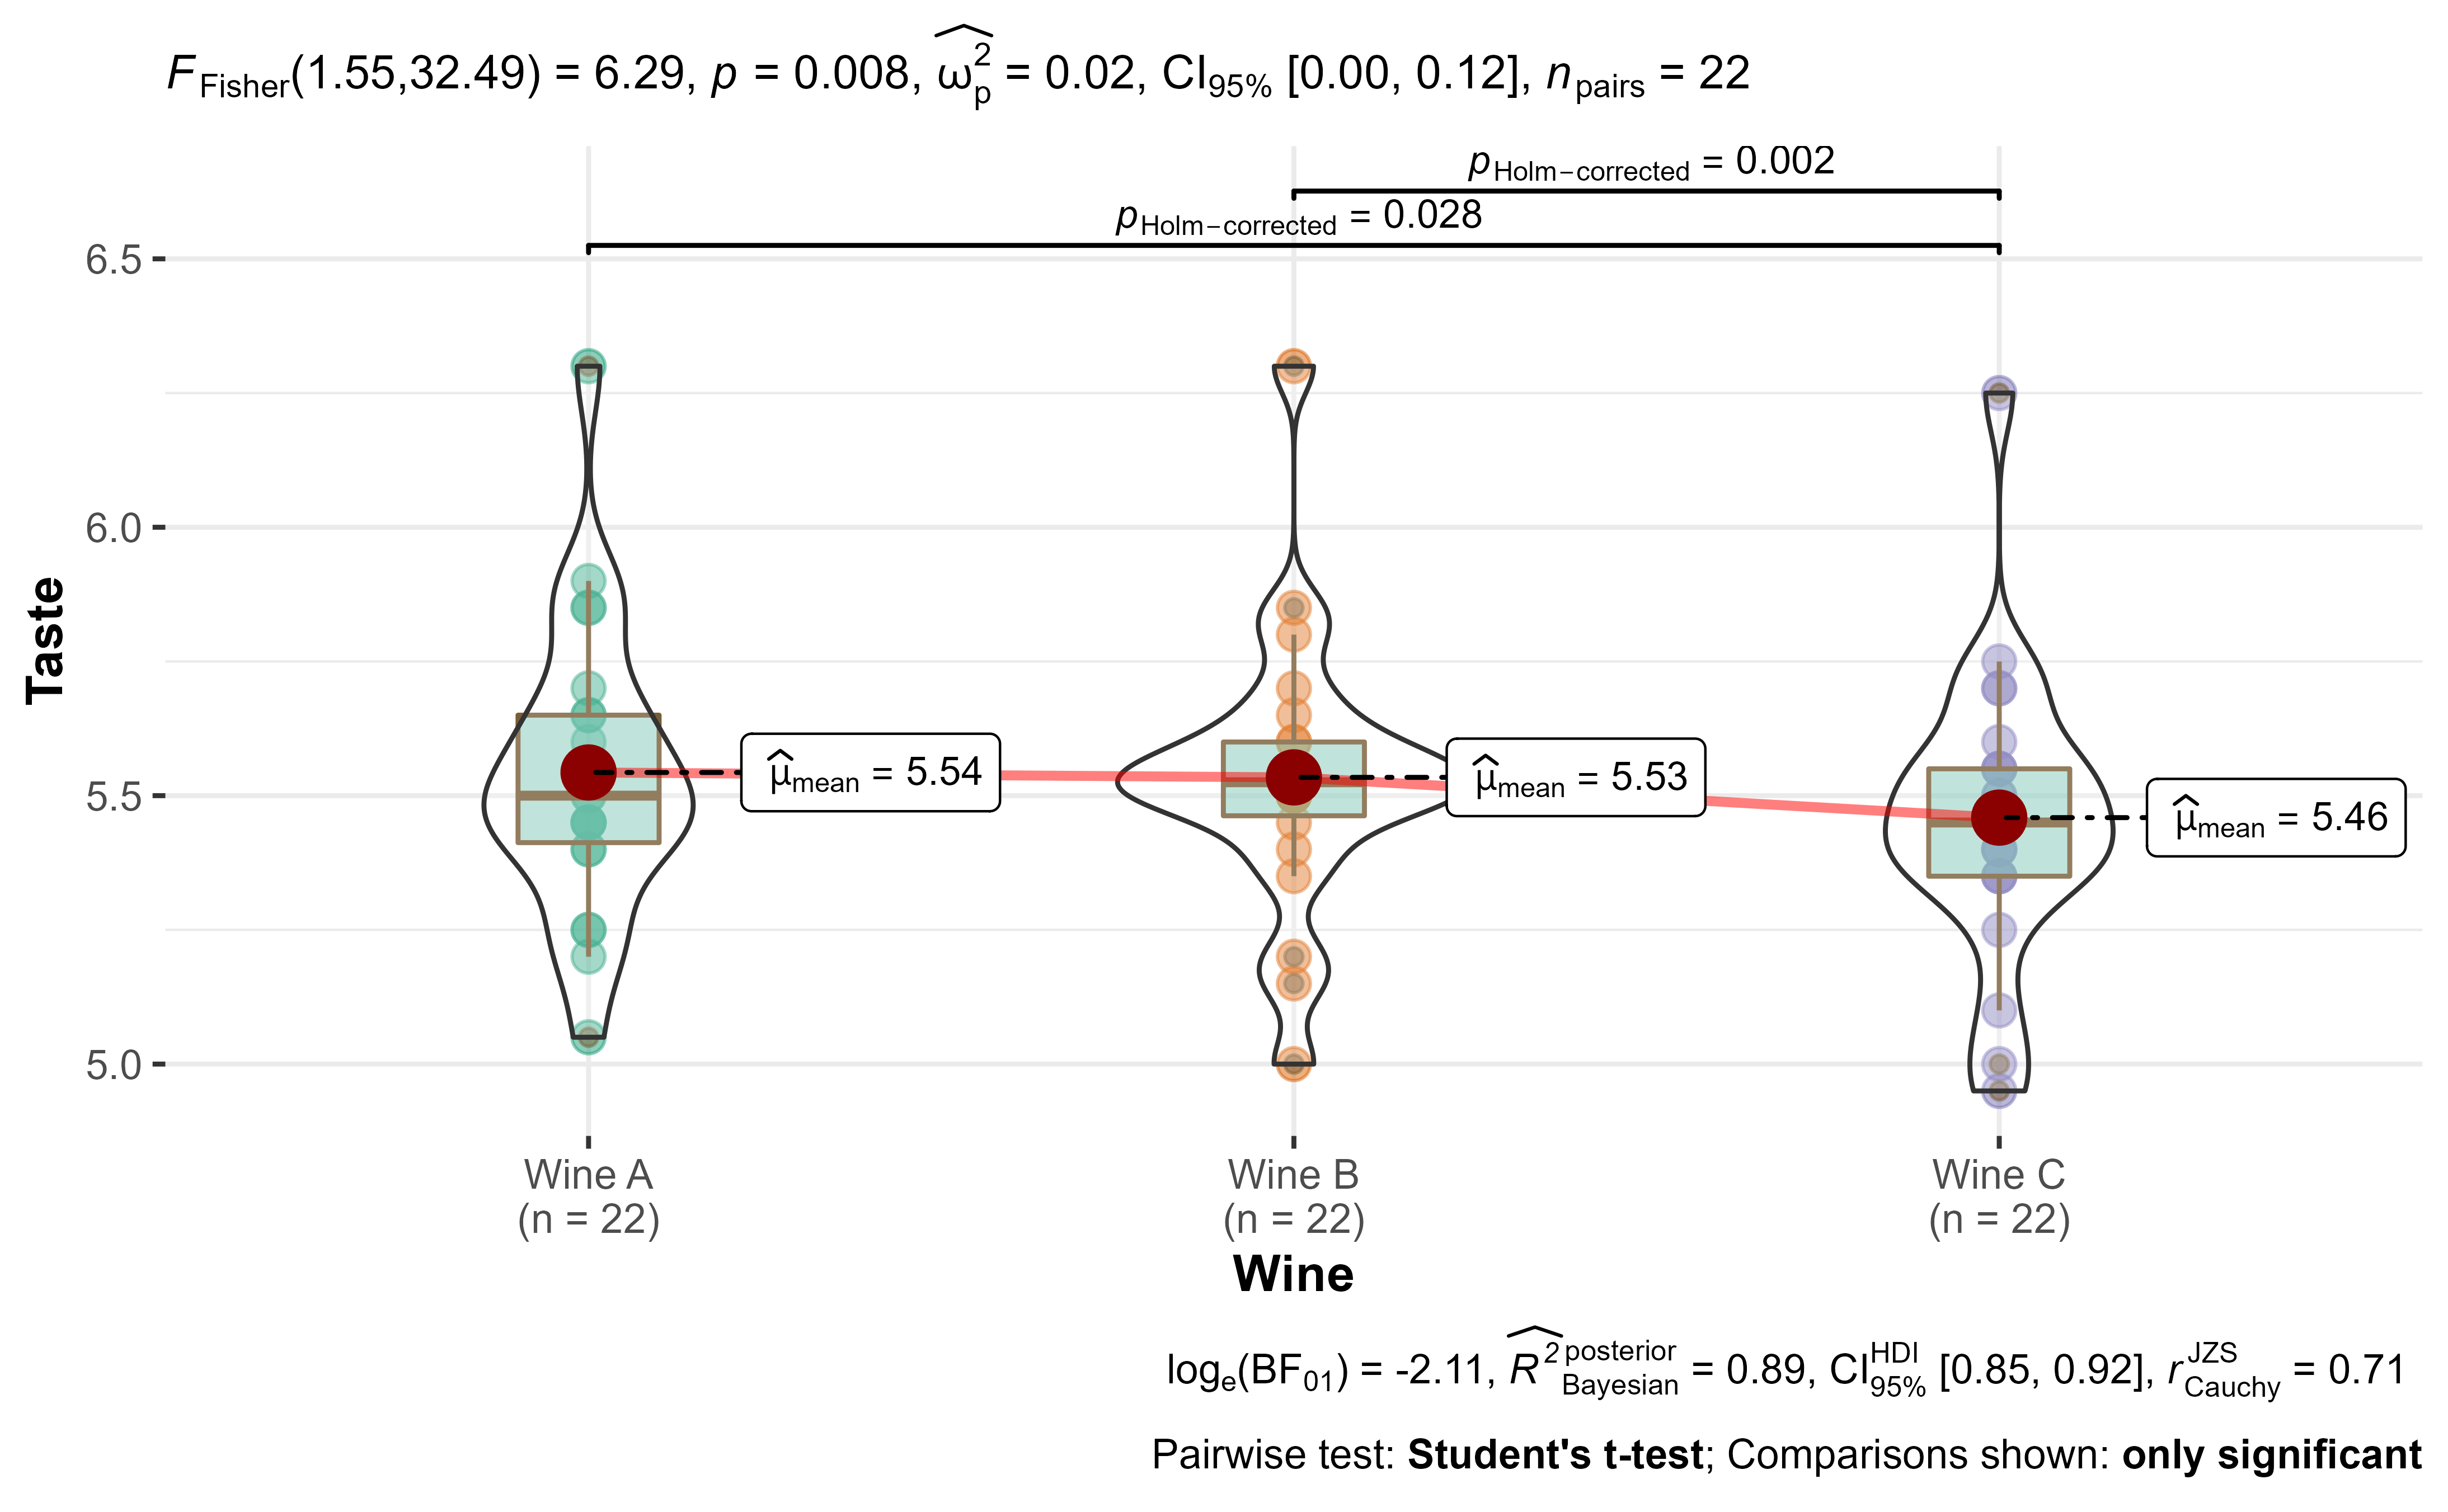 F Fisher(1.55,32.49) = 6.29, p = 0.008, ω̂²p = 0.02, CI95% [0.00, 0.12], npairs = 22
pHolm−corrected = 0.002
pHolm−corrected = 0.028
6.5
6.0
5.5
5.0
Taste
μ̂mean = 5.54
μ̂mean = 5.53
μ̂mean = 5.46
Wine A
(n = 22)
Wine B
(n = 22)
Wine C
(n = 22)
Wine
loge(BF01) = -2.11, R̂² posterior Bayesian = 0.89, CI HDI 95% [0.85, 0.92], r JZS Cauchy = 0.71
Pairwise test: Student's t-test; Comparisons shown: only significant